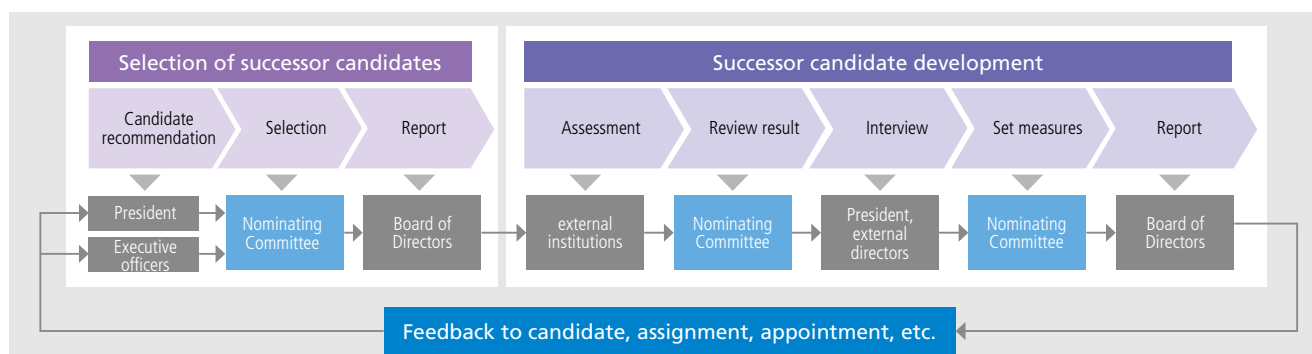 Selection of successor candidates
Successor candidate development
Candidate
recommendation
Selection
Report
Assessment
Review result
Interview
Set measures
Report
President
Executive
officers
Nominating
Committee
Board of
Directors
external
institutions
Nominating
Committee
President,
external
directors
Nominating
Committee
Board of
Directors
Feedback to candidate, assignment, appointment, etc.